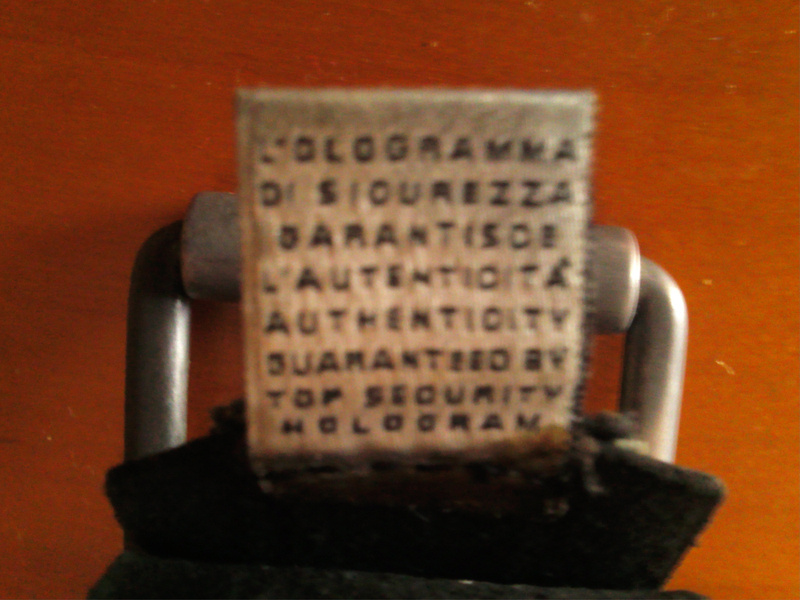 L'OLOGRAMMA
DI SICUREZZA
GARANTISCE
L'AUTENTICITÀ
AUTHENTICITY
GUARANTEED BY
TOP SECURITY
HOLOGRAM